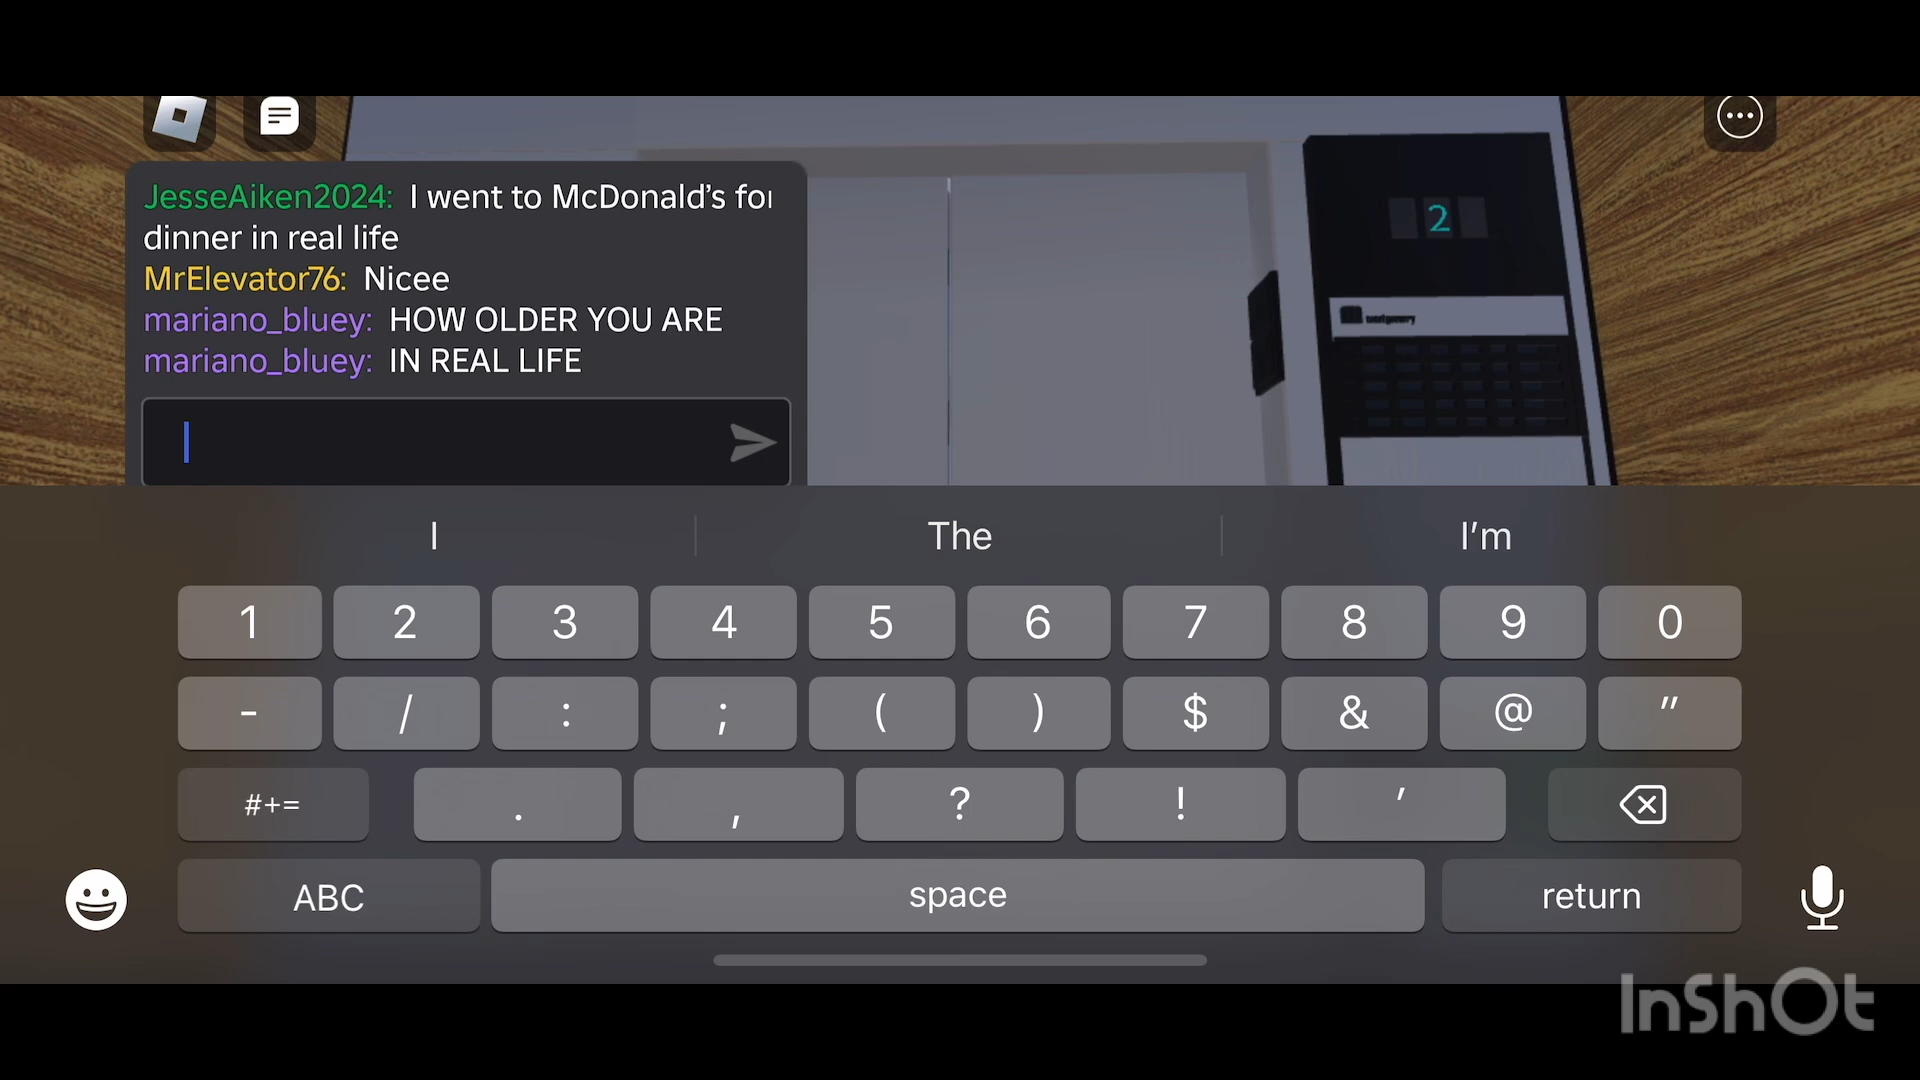 JesseAiken2024: I went to McDonald's for
dinner in real life
MrElevator76: Nicee
mariano_bluey: HOW OLDER YOU ARE
mariano_bluey: IN REAL LIFE
2
I The I'm
1 2 3 4 5 6 7 8 9 0
- / : ; ( ) $ & @ "
#+= . , ? ! '
ABC space return
InShOt